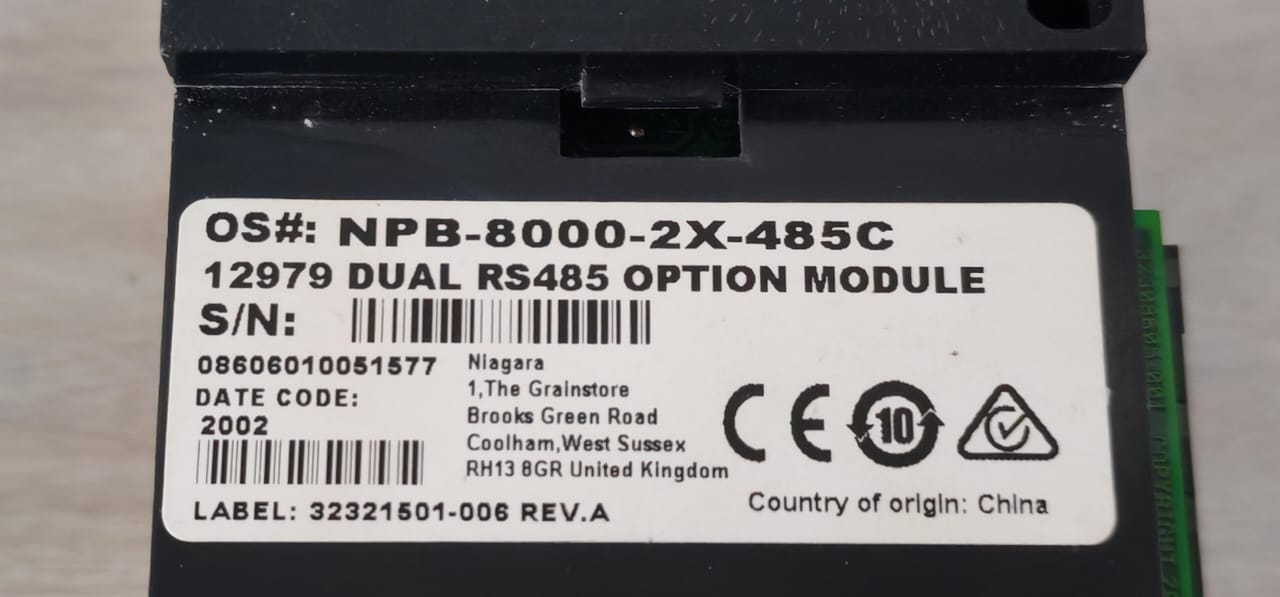 OS#: NPB-8000-2X-485C
12979 DUAL RS485 OPTION MODULE
S/N:
08606010051577
DATE CODE:
2002
Niagara
1,The Grainstore
Brooks Green Road
Coolham,West Sussex
RH13 8GR United Kingdom
CE
10
Country of origin: China
LABEL: 32321501-006 REV.A